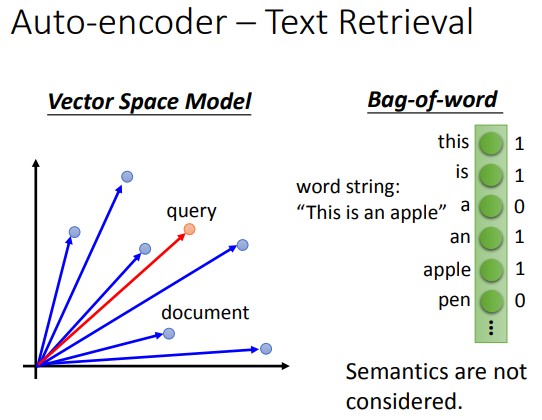 Auto-encoder – Text Retrieval
Vector Space Model
query
document
Bag-of-word
word string:
“This is an apple”
this 1
is 1
a 0
an 1
apple 1
pen 0
...
Semantics are not
considered.